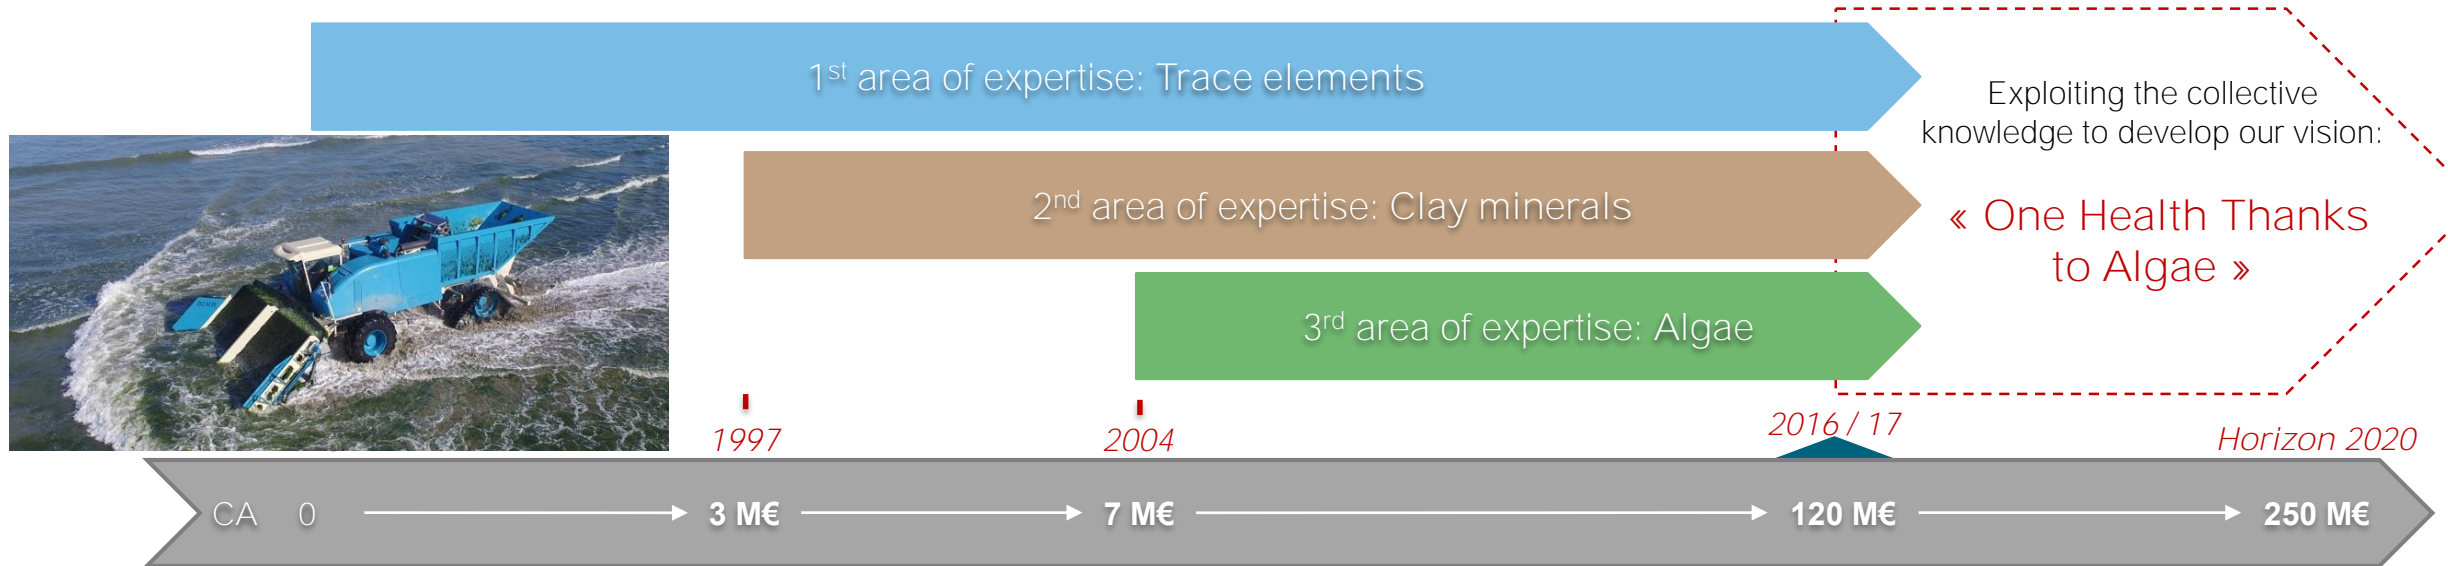 1st area of expertise: Trace elements
2nd area of expertise: Clay minerals
3rd area of expertise: Algae
Exploiting the collective
knowledge to develop our vision:
« One Health Thanks
to Algae »
1997
2004
2016 / 17
Horizon 2020
CA 0 3 M€ 7 M€ 120 M€ 250 M€